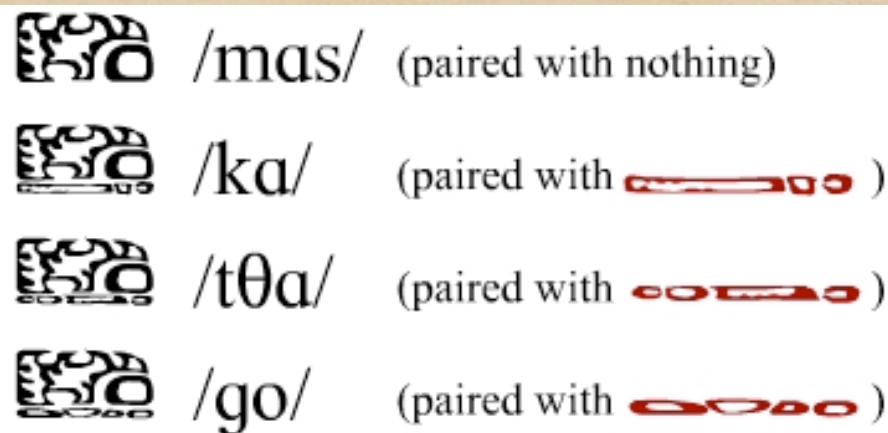 /mɑs/ (paired with nothing)
/kɑ/ (paired with )
/tθɑ/ (paired with )
/go/ (paired with )